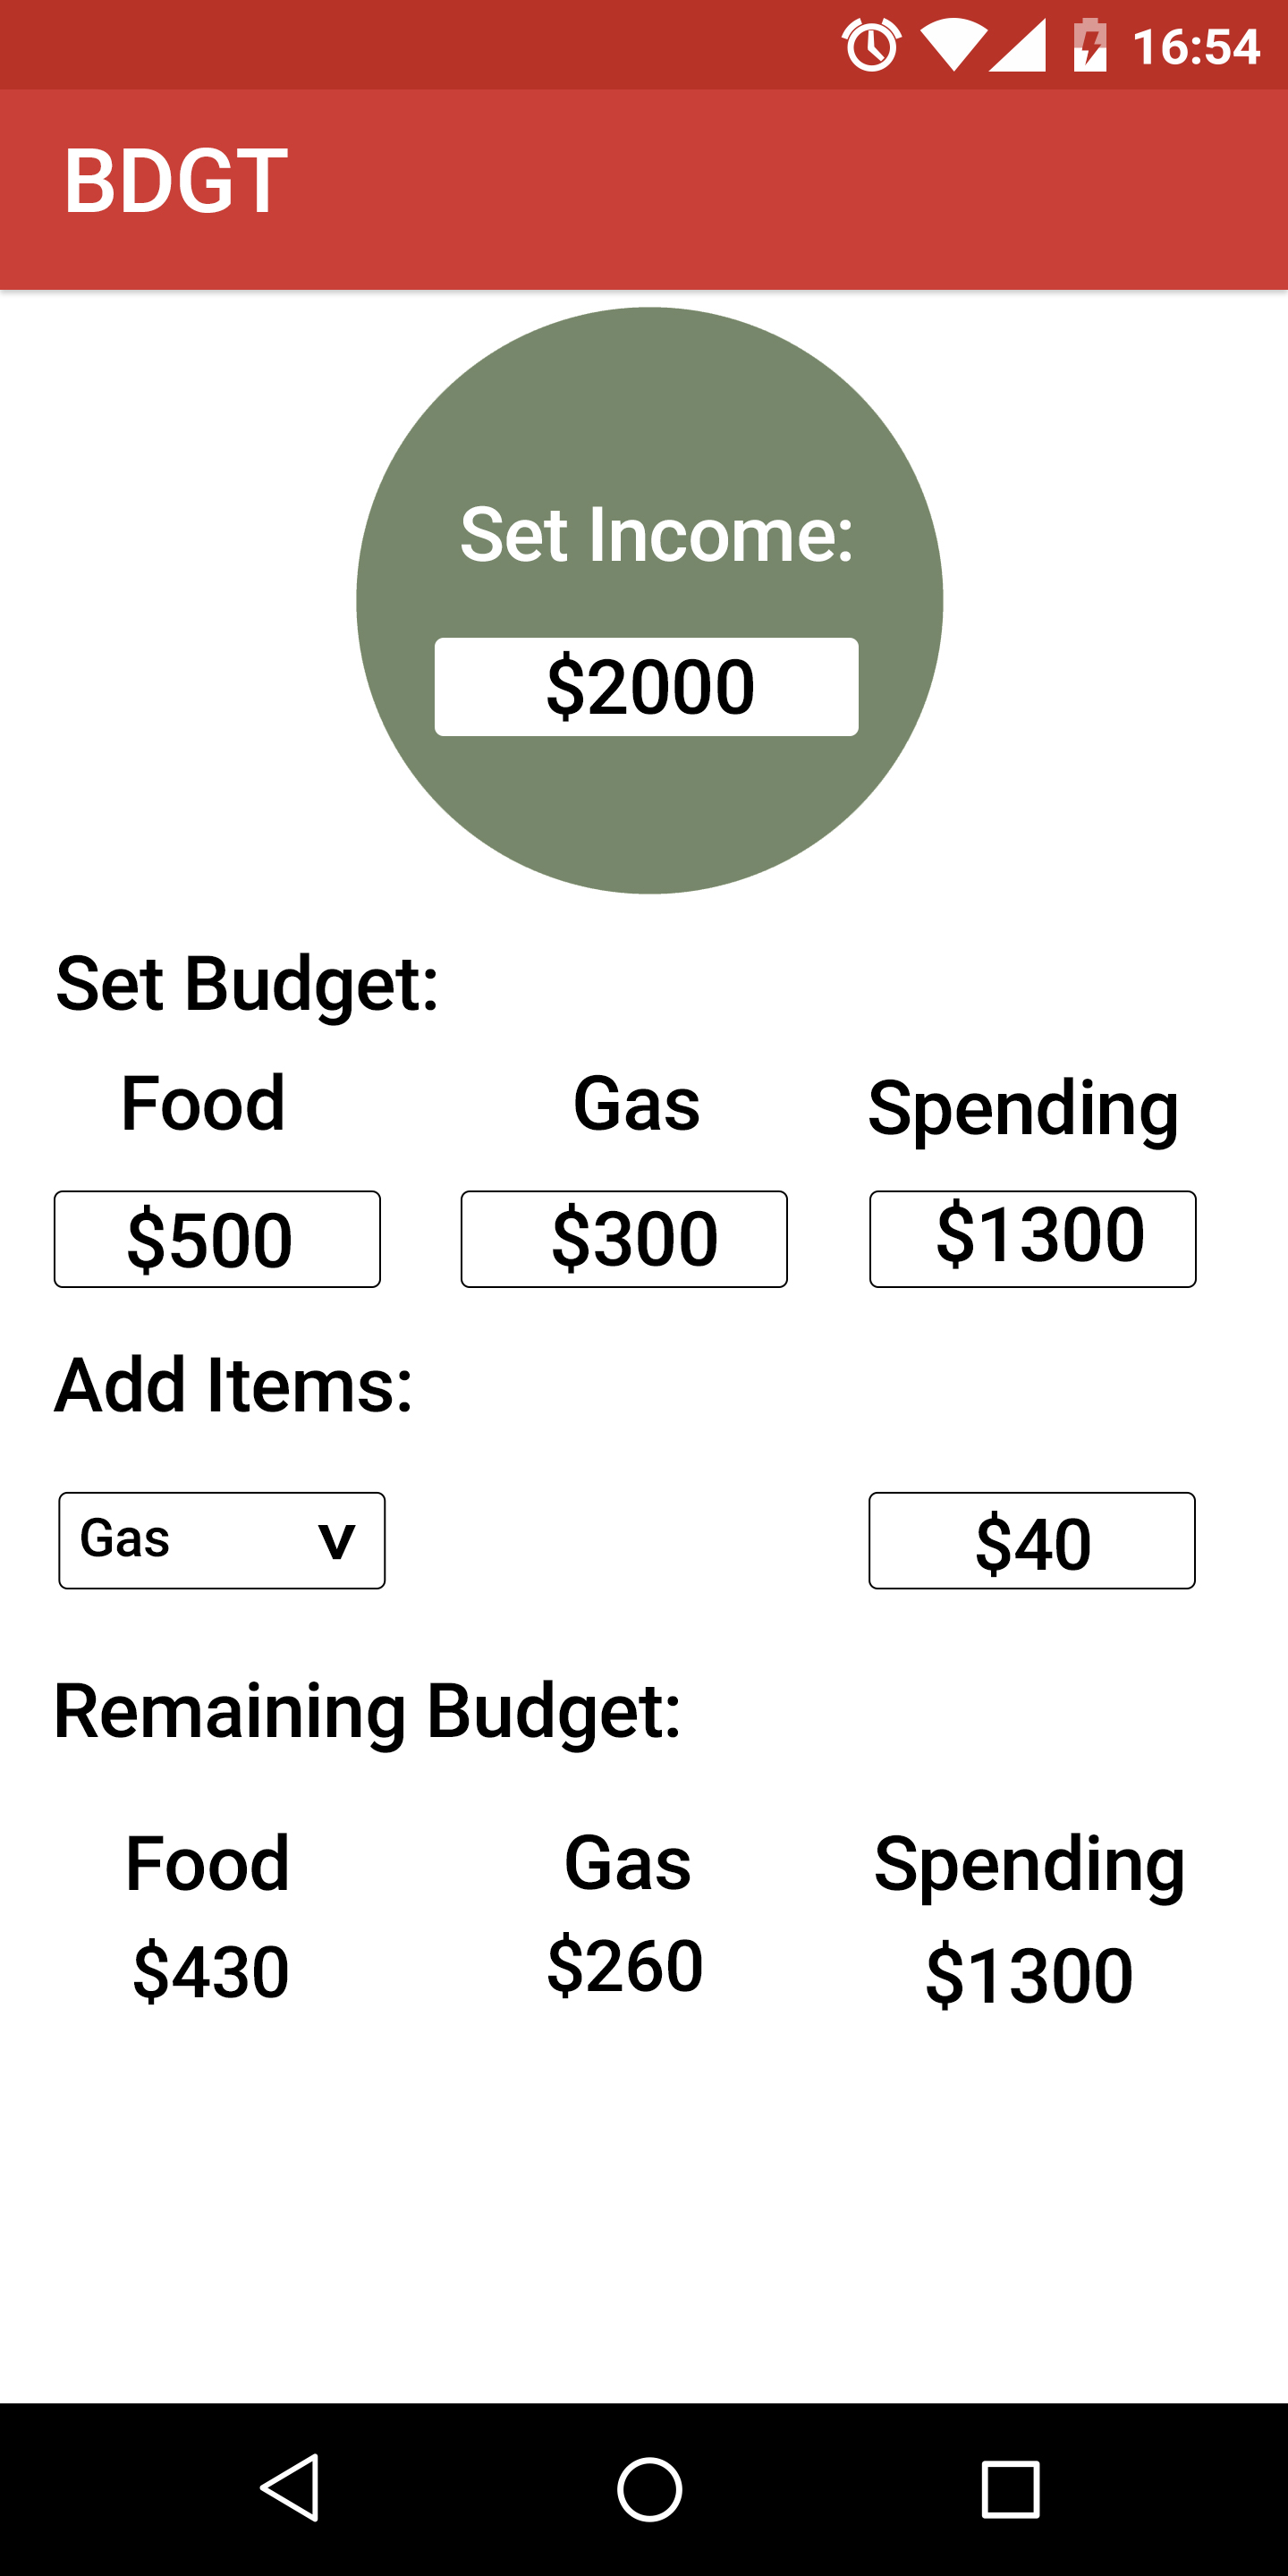 16:54
BDGT
Set Income:
$2000
Set Budget:
Food Gas Spending
$500 $300 $1300
Add Items:
Gas v $40
Remaining Budget:
Food Gas Spending
$430 $260 $1300